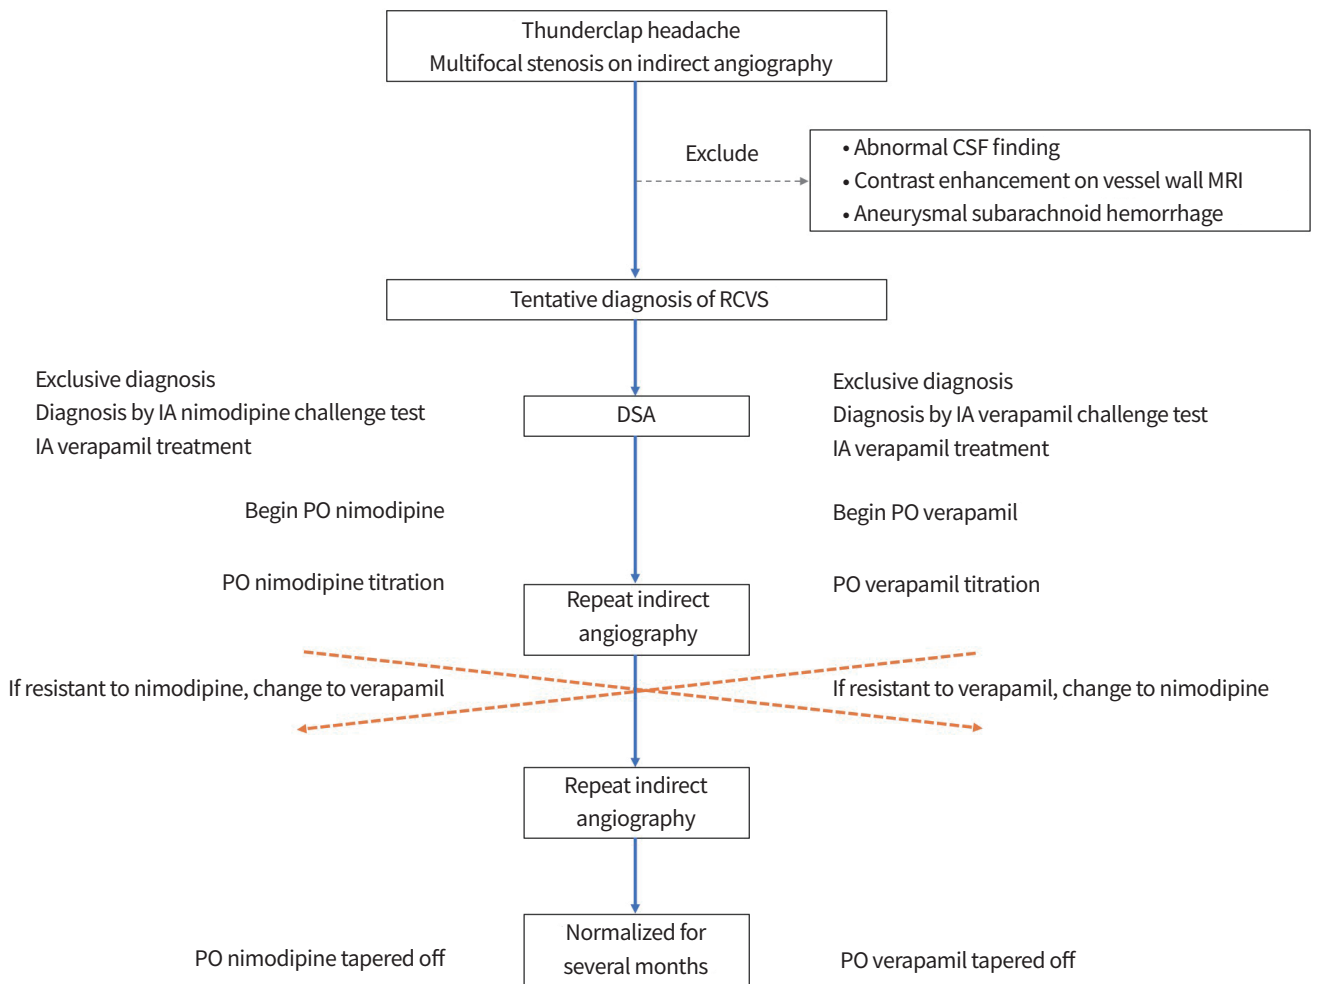 Thunderclap headache
Multifocal stenosis on indirect angiography
Exclude
• Abnormal CSF finding
• Contrast enhancement on vessel wall MRI
• Aneurysmal subarachnoid hemorrhage
Tentative diagnosis of RCVS
Exclusive diagnosis
Diagnosis by IA nimodipine challenge test
IA verapamil treatment
DSA
Exclusive diagnosis
Diagnosis by IA verapamil challenge test
IA verapamil treatment
Begin PO nimodipine
Begin PO verapamil
PO nimodipine titration
Repeat indirect
angiography
PO verapamil titration
If resistant to nimodipine, change to verapamil
If resistant to verapamil, change to nimodipine
Repeat indirect
angiography
PO nimodipine tapered off
Normalized for
several months
PO verapamil tapered off